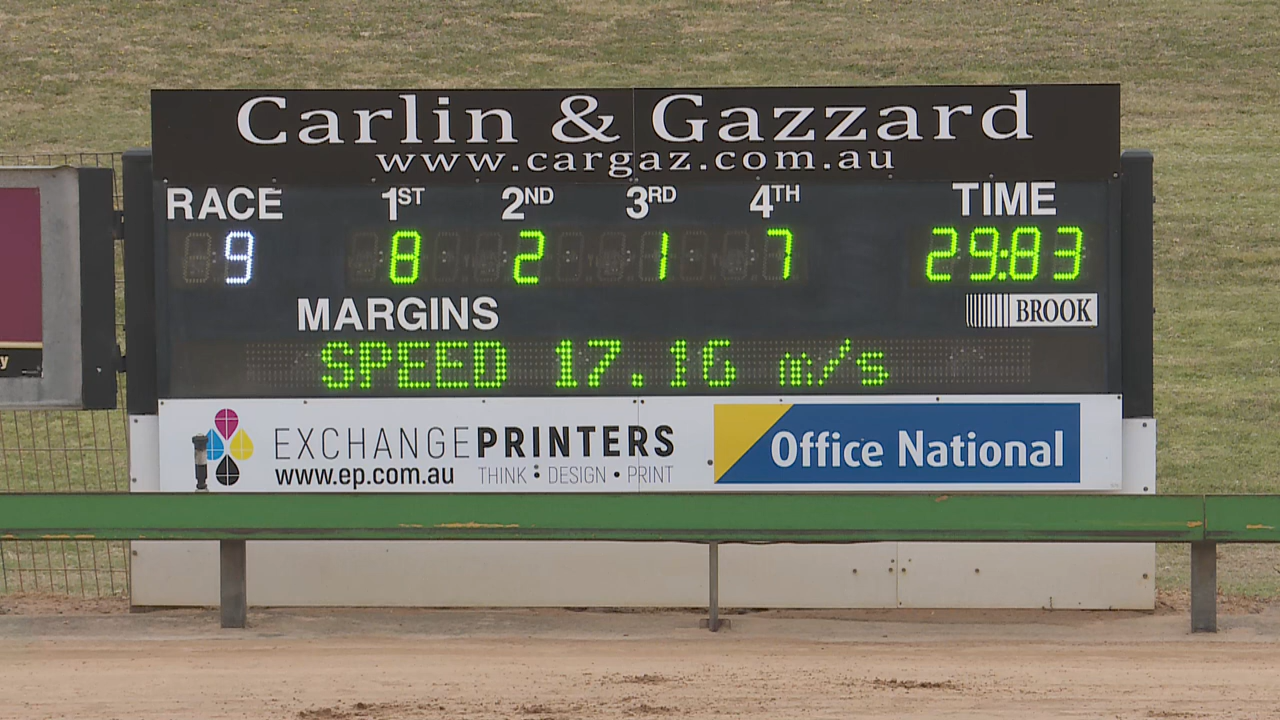 Carlin & Gazzard
www.cargaz.com.au
RACE 1ST 2ND 3RD 4TH TIME
9 8 2 1 7 29:83
MARGINS BROOK
SPEED 17.16 m/s
EXCHANGEPRINTERS
www.ep.com.au THINK : DESIGN • PRINT
Office National
y